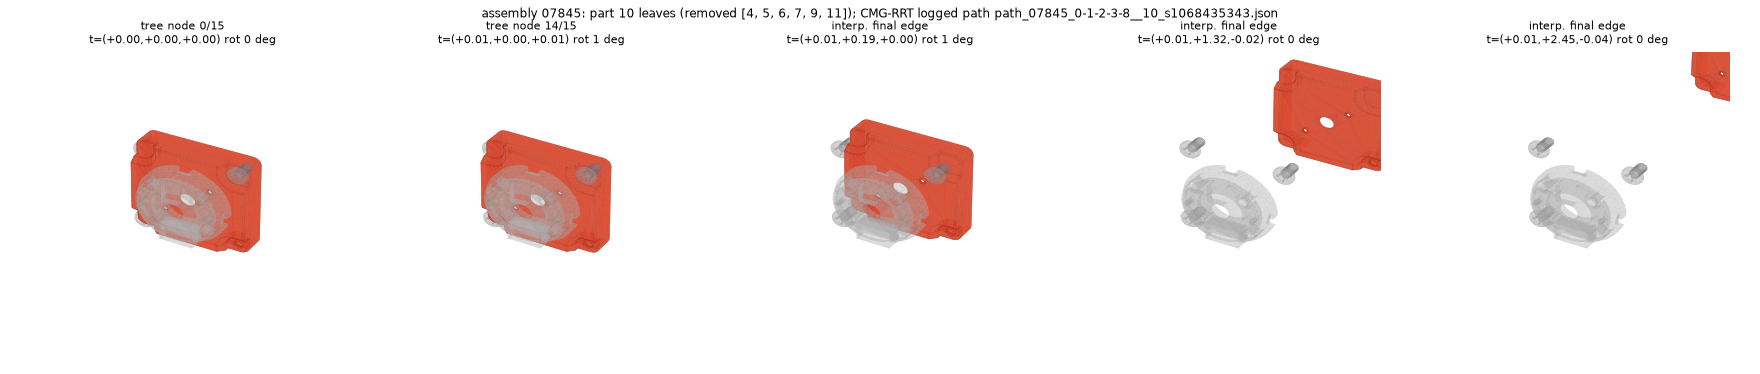 assembly 07845: part 10 leaves (removed [4, 5, 6, 7, 9, 11]); CMG-RRT logged path path_07845_0-1-2-3-8__10_s1068435343.json
tree node 0/15
t=(+0.00,+0.00,+0.00) rot 0 deg
tree node 14/15
t=(+0.01,+0.00,+0.01) rot 1 deg
interp. final edge
t=(+0.01,+0.19,+0.00) rot 1 deg
interp. final edge
t=(+0.01,+1.32,-0.02) rot 0 deg
interp. final edge
t=(+0.01,+2.45,-0.04) rot 0 deg